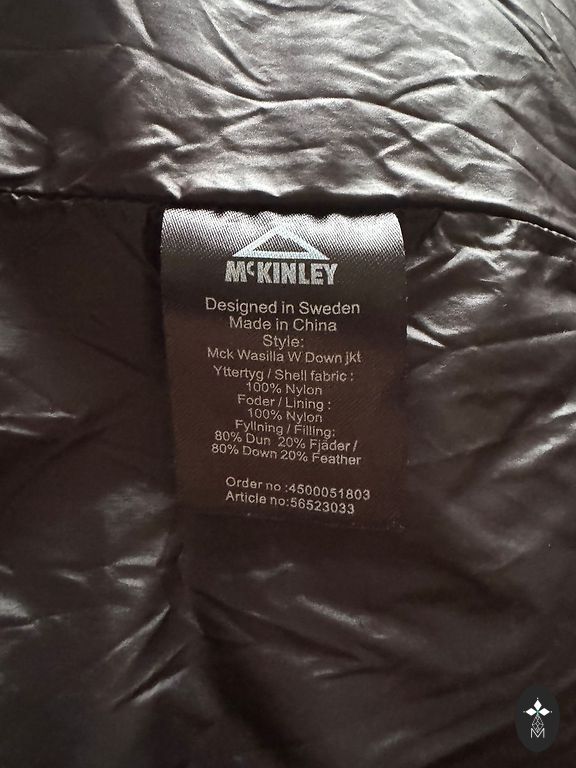 McKINLEY
Designed in Sweden
Made in China
Style:
Mck Wasilla W Down jkt
Yttertyg / Shell fabric :
100% Nylon
Foder / Lining :
100% Nylon
Fyllning / Filling:
80% Dun 20% Fjäder /
80% Down 20% Feather
Order no :4500051803
Article no:56523033
M